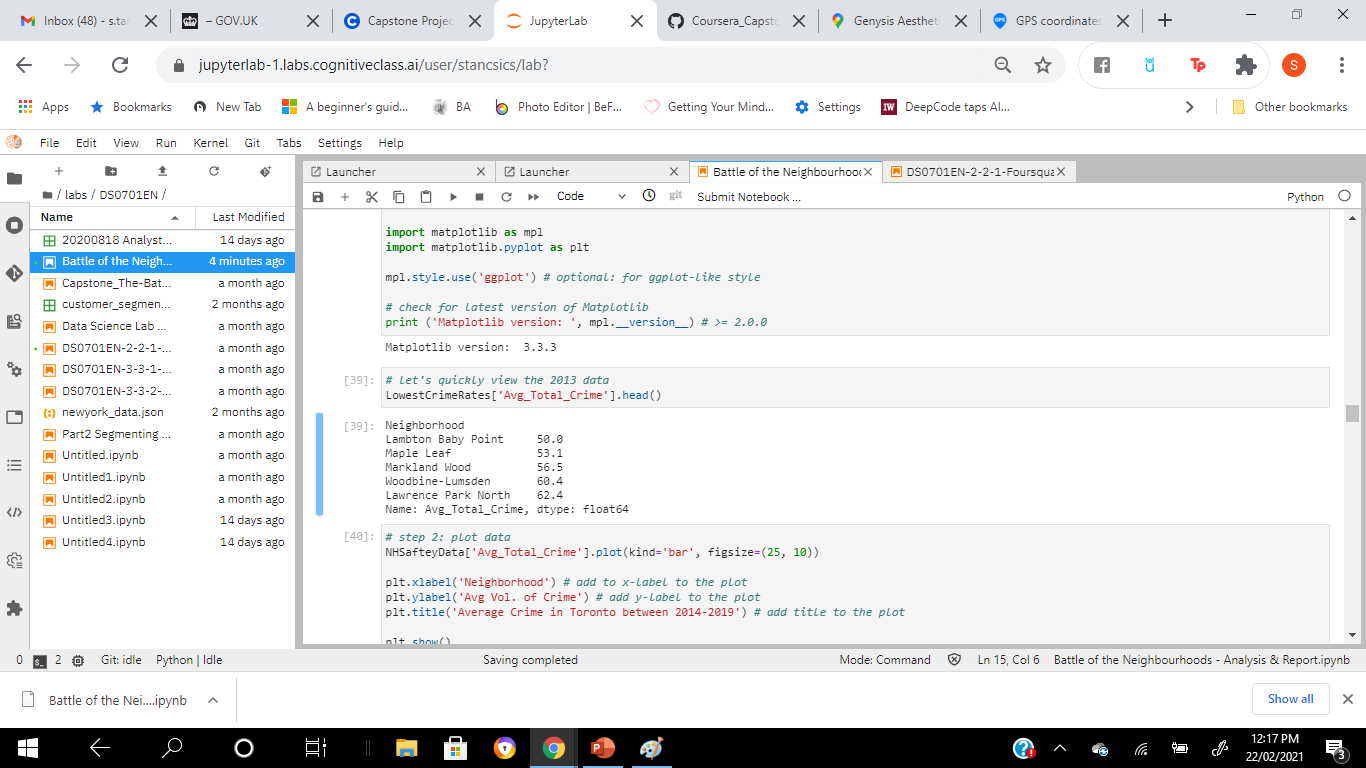 Inbox (48) - s.tar
– GOV.UK
Capstone Projec
JupyterLab
Coursera_Capsto
Genysis Aestheti
GPS coordinates
jupyterlab-1.labs.cognitiveclass.ai/user/stancsics/lab?
S
Apps
Bookmarks
New Tab
A beginner's guid...
BA
Photo Editor | BeF...
Getting Your Mind...
Settings
IW
DeepCode taps AI...
Other bookmarks
File Edit View Run Kernel Git Tabs Settings Help
/ labs / DS0701EN /
Name Last Modified
20200818 Analyst... 14 days ago
Battle of the Neigh... 4 minutes ago
Capstone_The-Bat... a month ago
customer_segmen... 2 months ago
Data Science Lab ... a month ago
DS0701EN-2-2-1-... a month ago
DS0701EN-3-3-1-... a month ago
DS0701EN-3-3-2-... a month ago
newyork_data.json 2 months ago
Part2 Segmenting ... a month ago
Untitled.ipynb a month ago
Untitled1.ipynb a month ago
Untitled2.ipynb a month ago
Untitled3.ipynb 14 days ago
Untitled4.ipynb 14 days ago
Launcher
Launcher
Battle of the Neighbourhood
DS0701EN-2-2-1-Foursqua
Code
git
Submit Notebook ...
Python
import matplotlib as mpl
import matplotlib.pyplot as plt
mpl.style.use('ggplot') # optional: for ggplot-like style
# check for latest version of Matplotlib
print ('Matplotlib version: ', mpl.__version__) # >= 2.0.0
Matplotlib version:  3.3.3
[39]: # let's quickly view the 2013 data
LowestCrimeRates['Avg_Total_Crime'].head()
[39]: Neighborhood
Lambton Baby Point     50.0
Maple Leaf             53.1
Markland Wood          56.5
Woodbine-Lumsden       60.4
Lawrence Park North    62.4
Name: Avg_Total_Crime, dtype: float64
[40]: # step 2: plot data
NHSafteyData['Avg_Total_Crime'].plot(kind='bar', figsize=(25, 10))
plt.xlabel('Neighborhood') # add to x-label to the plot
plt.ylabel('Avg Vol. of Crime') # add y-label to the plot
plt.title('Average Crime in Toronto between 2014-2019') # add title to the plot
plt.show()
0 2 Git: idle Python | Idle Saving completed Mode: Command Ln 15, Col 6 Battle of the Neighbourhoods - Analysis & Report.ipynb
Battle of the Nei....ipynb
Show all
12:17 PM
22/02/2021
3